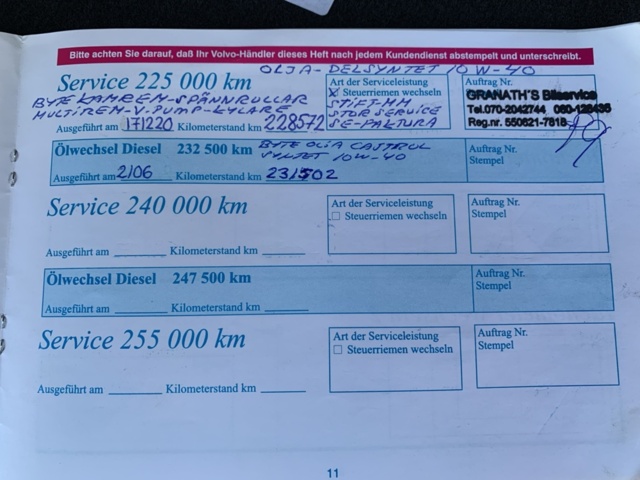 Bitte achten Sie darauf, daß Ihr Volvo-Händler dieses Heft nach jedem Kundendienst abstempelt und unterschreibt.
OLJA - DELSYNTET 10W-40
Service 225 000 km
Art der Serviceleistung
Auftrag Nr.
Steuerriemen wechseln
GRANATH'S Bilservice
BYTE KAMREM-SPÄNNRULLAR
STIFT-MM
Tel.070-2042744
MULTIREM-V-PUMP-KYLARE
STOR SERVICE
Reg.nr. 550621-7818
Ausgeführt am 171220 Kilometerstand km 228572
SE-FAKTURA
Ölwechsel Diesel 232 500 km
BYTE OLJA CASTROL
Auftrag Nr.
SYNTET 10W-40
Stempel
Ausgeführt am 2/06 Kilometerstand km 231502
Service 240 000 km
Art der Serviceleistung
Auftrag Nr.
Steuerriemen wechseln
Stempel
Ausgeführt am Kilometerstand km
Ölwechsel Diesel 247 500 km
Auftrag Nr.
Stempel
Ausgeführt am Kilometerstand km
Service 255 000 km
Art der Serviceleistung
Auftrag Nr.
Steuerriemen wechseln
Stempel
Ausgeführt am Kilometerstand km
11